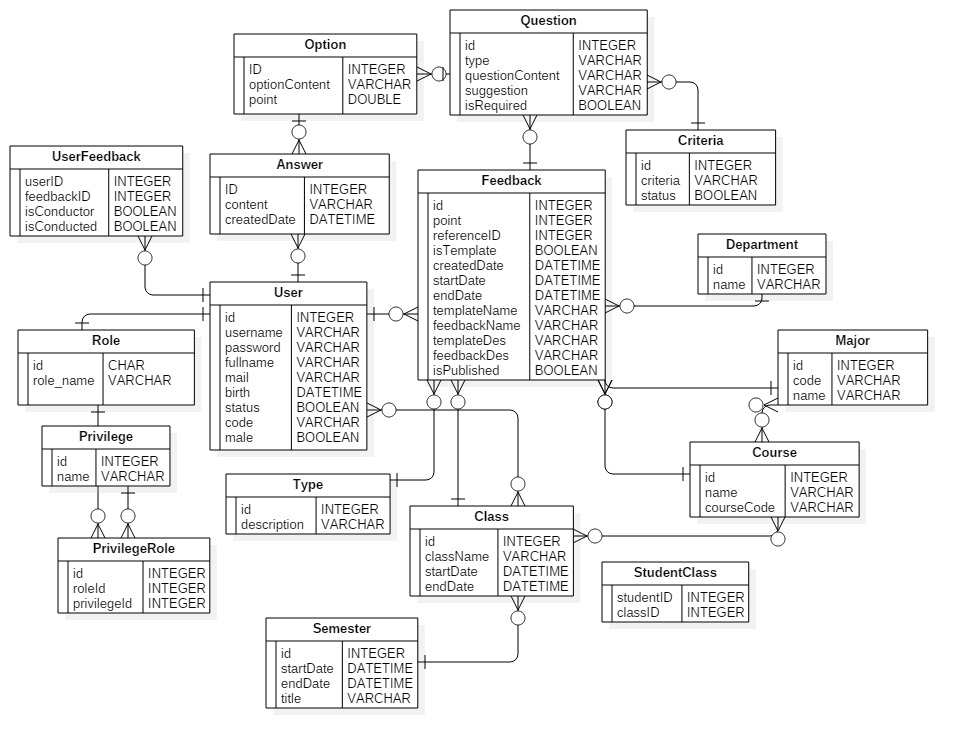 Question
id INTEGER
type VARCHAR
questionContent VARCHAR
suggestion VARCHAR
isRequired BOOLEAN
Option
ID INTEGER
optionContent VARCHAR
point DOUBLE
Criteria
id INTEGER
criteria VARCHAR
status BOOLEAN
UserFeedback
userID INTEGER
feedbackID INTEGER
isConductor BOOLEAN
isConducted BOOLEAN
Answer
ID INTEGER
content VARCHAR
createdDate DATETIME
Feedback
id INTEGER
point INTEGER
referenceID INTEGER
isTemplate BOOLEAN
createdDate DATETIME
startDate DATETIME
endDate DATETIME
templateName VARCHAR
feedbackName VARCHAR
templateDes VARCHAR
feedbackDes VARCHAR
isPublished BOOLEAN
Department
id INTEGER
name VARCHAR
User
id INTEGER
username VARCHAR
password VARCHAR
fullname VARCHAR
mail VARCHAR
birth DATETIME
status BOOLEAN
code VARCHAR
male BOOLEAN
Role
id CHAR
role_name VARCHAR
Major
id INTEGER
code VARCHAR
name VARCHAR
Privilege
id INTEGER
name VARCHAR
Course
id INTEGER
name VARCHAR
courseCode VARCHAR
Type
id INTEGER
description VARCHAR
Class
id INTEGER
className VARCHAR
startDate DATETIME
endDate DATETIME
PrivilegeRole
id INTEGER
roleId INTEGER
privilegeId INTEGER
StudentClass
studentID INTEGER
classID INTEGER
Semester
id INTEGER
startDate DATETIME
endDate DATETIME
title VARCHAR